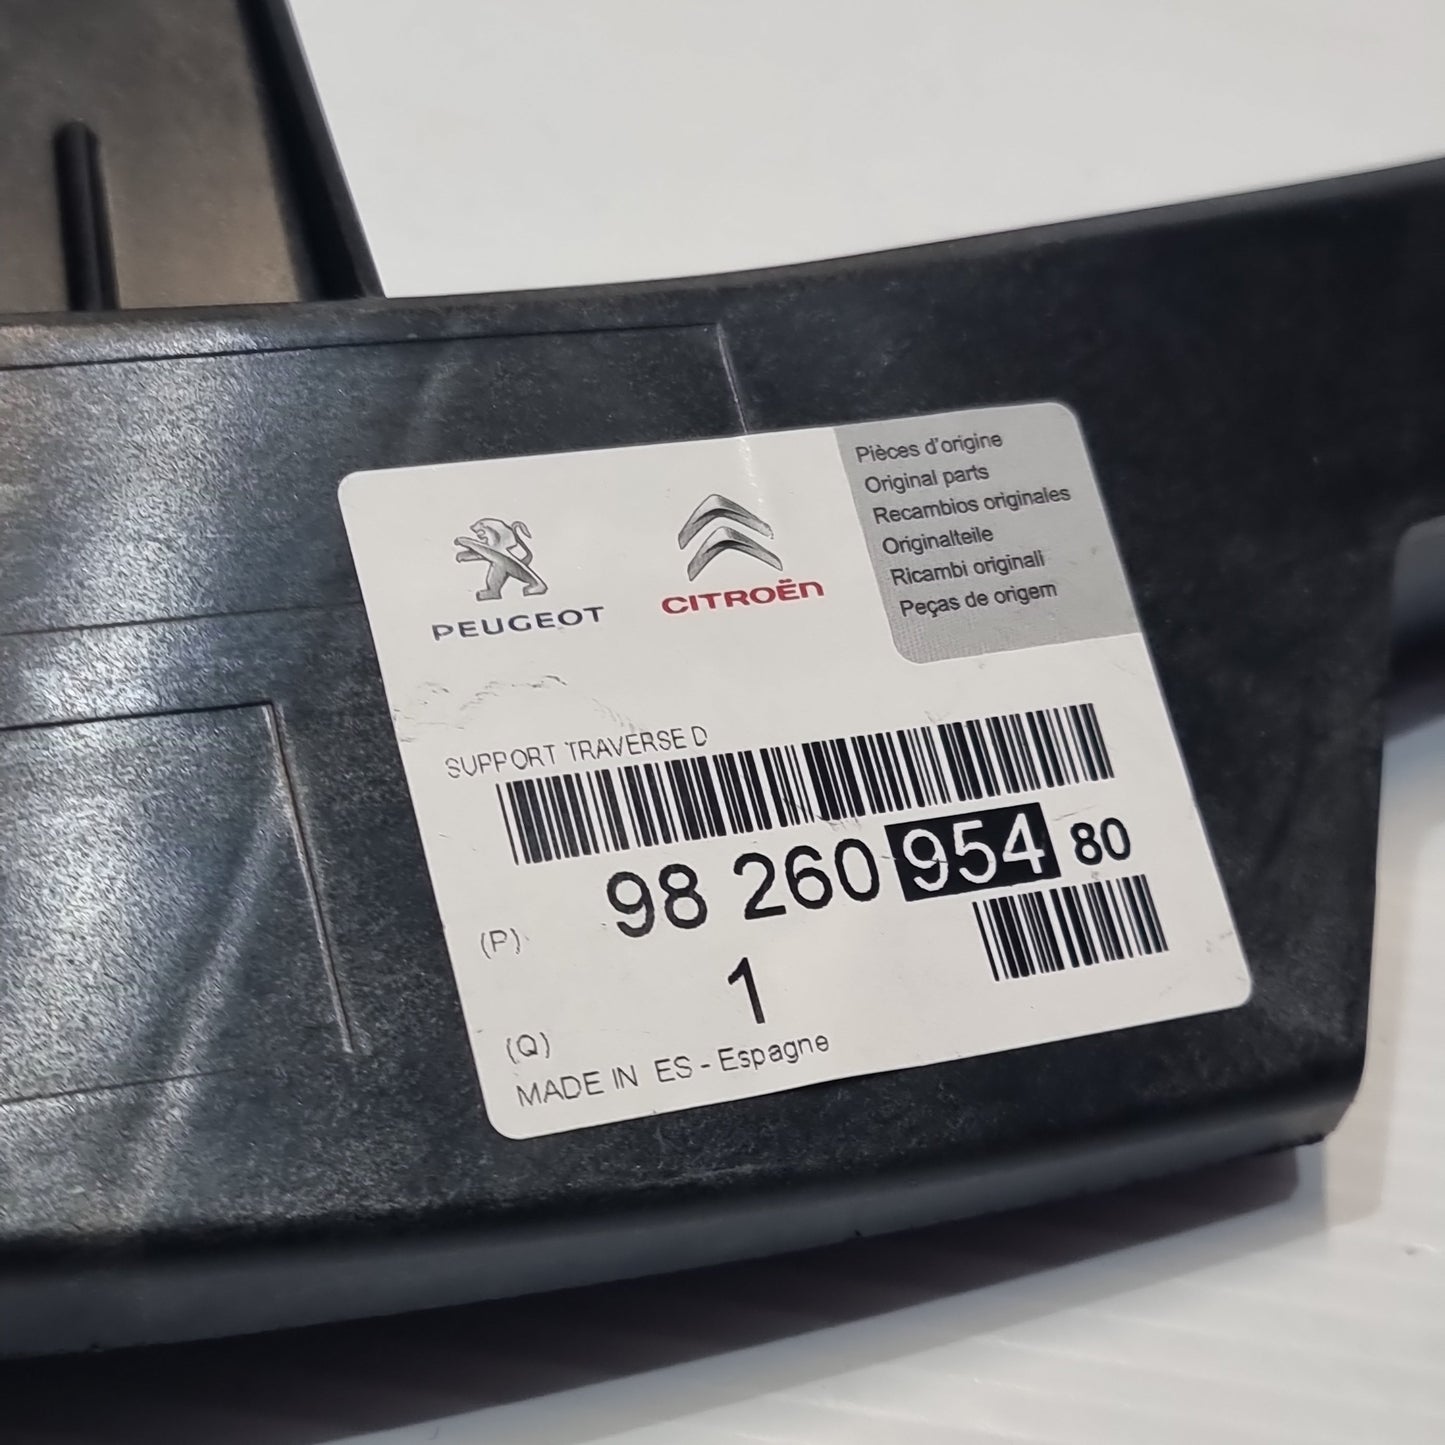 PEUGEOT
CITROËN
Pièces d'origine
Original parts
Recambios originales
Originalteile
Ricambi originali
Peças de origem
SUPPORT TRAVERSE D
(P) 98 260 954 80
(Q) 1
MADE IN ES - Espagne